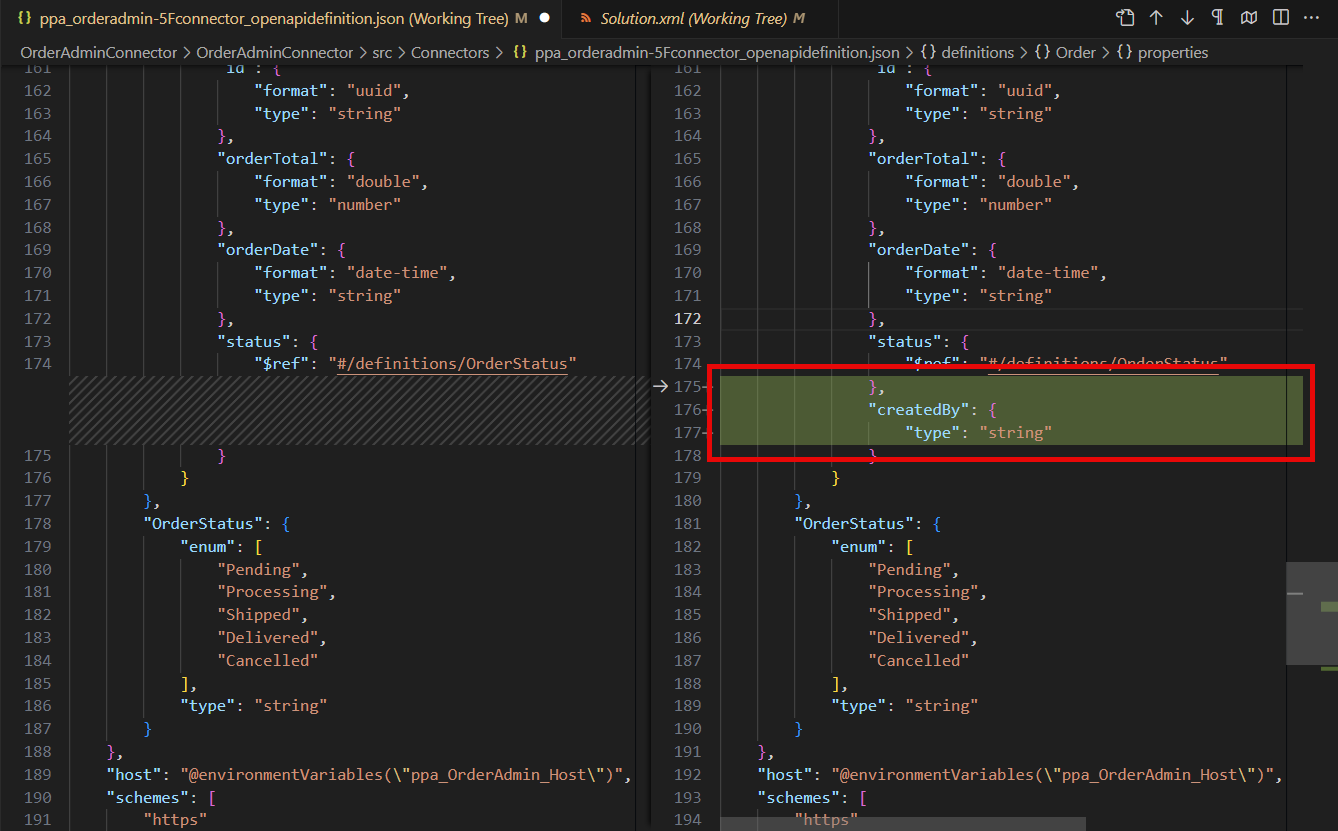 {} ppa_orderadmin-5Fconnector_openapidefinition.json (Working Tree) M ● Solution.xml (Working Tree) M
OrderAdminConnector > OrderAdminConnector > src > Connectors > {} ppa_orderadmin-5Fconnector_openapidefinition.json > {} definitions > {} Order > {} properties
161 "id": {
162 "format": "uuid",
163 "type": "string"
164 },
165 "orderTotal": {
166 "format": "double",
167 "type": "number"
168 },
169 "orderDate": {
170 "format": "date-time",
171 "type": "string"
172 },
173 "status": {
174 "$ref": "#/definitions/OrderStatus"
175 }
176 }
177 },
178 "OrderStatus": {
179 "enum": [
180 "Pending",
181 "Processing",
182 "Shipped",
183 "Delivered",
184 "Cancelled"
185 ],
186 "type": "string"
187 }
188 },
189 "host": "@environmentVariables(\"ppa_OrderAdmin_Host\")",
190 "schemes": [
191 "https"
161 "id": {
162 "format": "uuid",
163 "type": "string"
164 },
165 "orderTotal": {
166 "format": "double",
167 "type": "number"
168 },
169 "orderDate": {
170 "format": "date-time",
171 "type": "string"
172 },
173 "status": {
174 "$ref": "#/definitions/OrderStatus"
→ 175- },
176- "createdBy": {
177- "type": "string"
178 }
179 }
180 },
181 "OrderStatus": {
182 "enum": [
183 "Pending",
184 "Processing",
185 "Shipped",
186 "Delivered",
187 "Cancelled"
188 ],
189 "type": "string"
190 }
191 },
192 "host": "@environmentVariables(\"ppa_OrderAdmin_Host\")",
193 "schemes": [
194 "https"